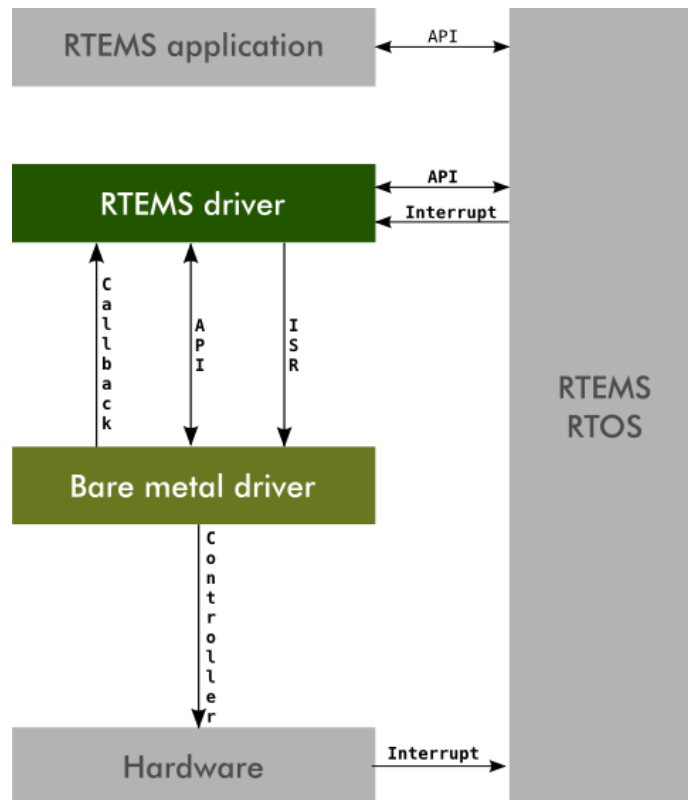 RTEMS application
API
RTEMS driver
API
Interrupt
Callback
API
ISR
RTEMS
RTOS
Bare metal driver
Controller
Hardware
Interrupt